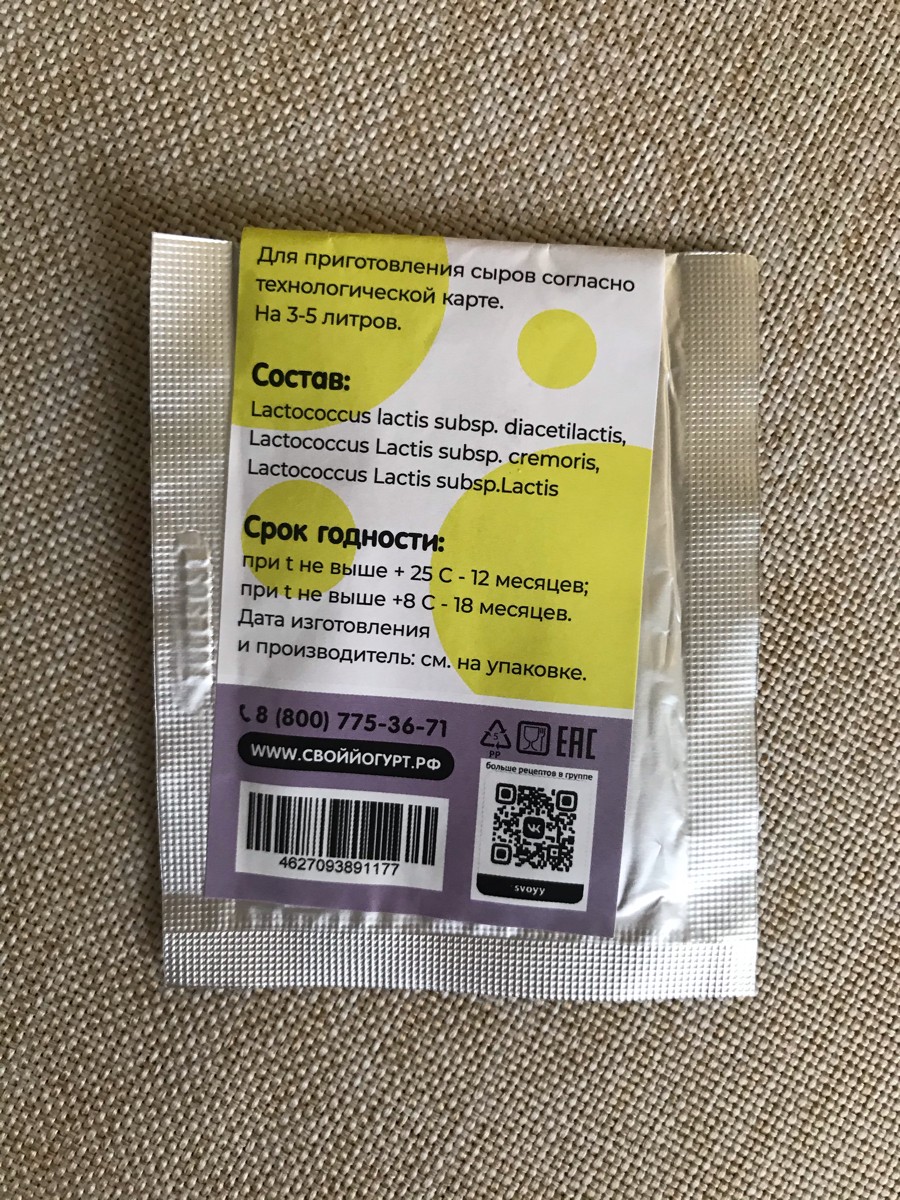 Для приготовления сыров согласно
технологической карте.
На 3-5 литров.
Состав:
Lactococcus lactis subsp. diacetilactis,
Lactococcus Lactis subsp. cremoris,
Lactococcus Lactis subsp.Lactis
Срок годности:
при t не выше + 25 С - 12 месяцев;
при t не выше +8 С - 18 месяцев.
Дата изготовления
и производитель: см. на упаковке.
8 (800) 775-36-71
WWW.СВОЙЙОГУРТ.РФ
5
PP
EAC
больше рецептов в группе
4627093891177
svoyy